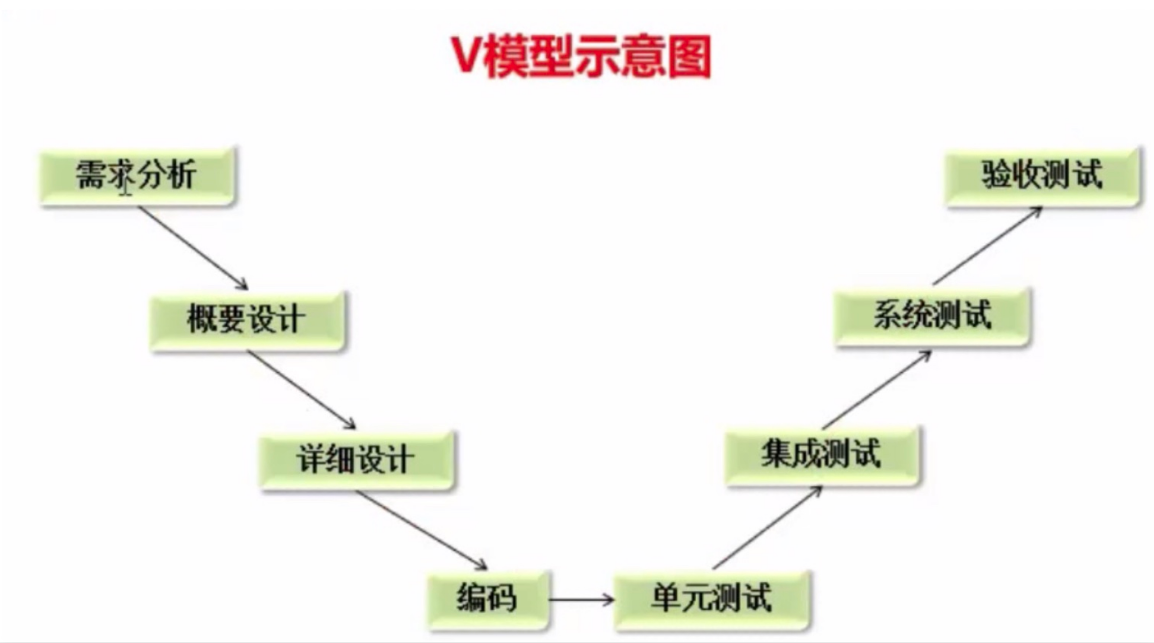 V模型示意图
需求分析
验收测试
概要设计
系统测试
详细设计
集成测试
编码
单元测试